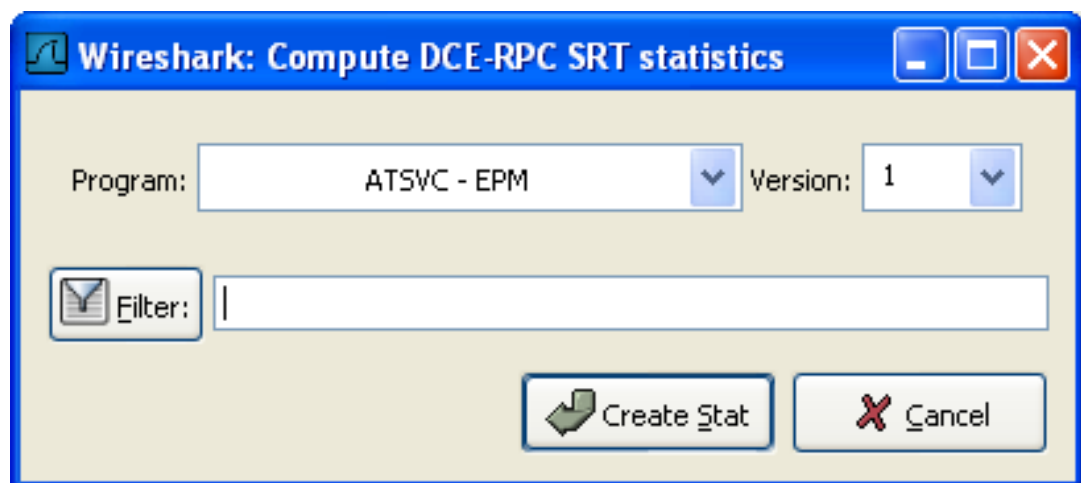 Wireshark: Compute DCE-RPC SRT statistics
Program: ATSVC - EPM Version: 1
Filter:
Create Stat Cancel